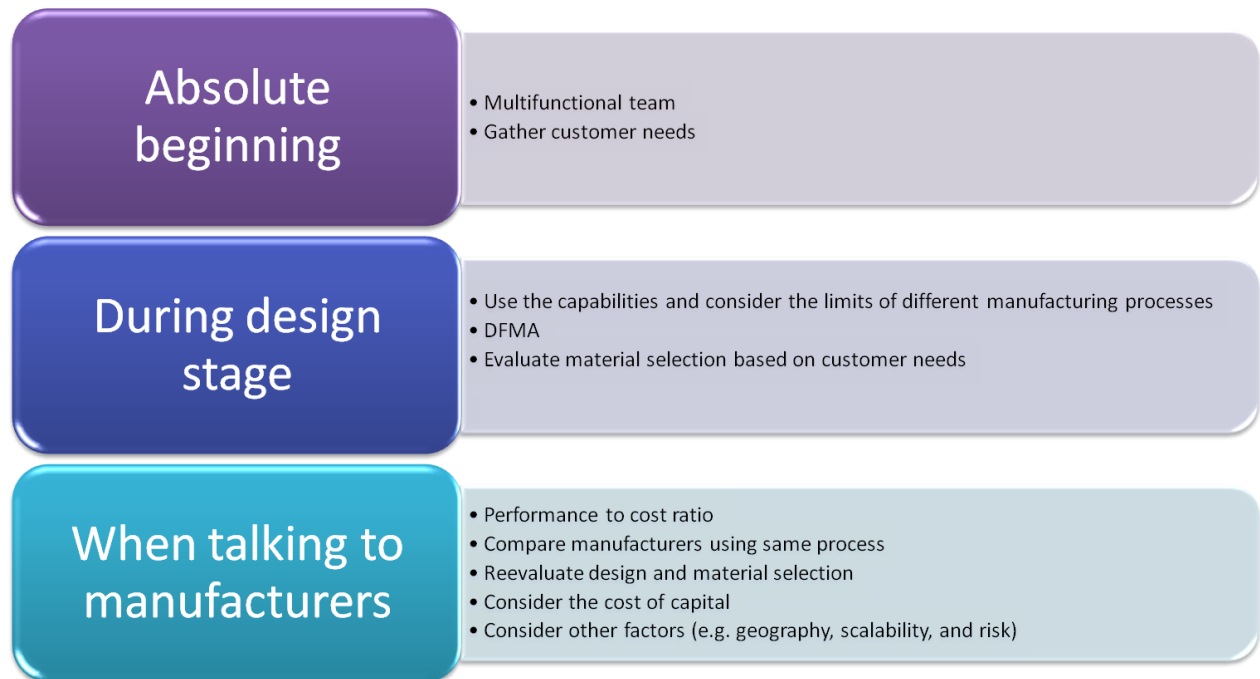 Absolute
beginning
• Multifunctional team
• Gather customer needs
During design
stage
• Use the capabilities and consider the limits of different manufacturing processes
• DFMA
• Evaluate material selection based on customer needs
When talking to
manufacturers
• Performance to cost ratio
• Compare manufacturers using same process
• Reevaluate design and material selection
• Consider the cost of capital
• Consider other factors (e.g. geography, scalability, and risk)